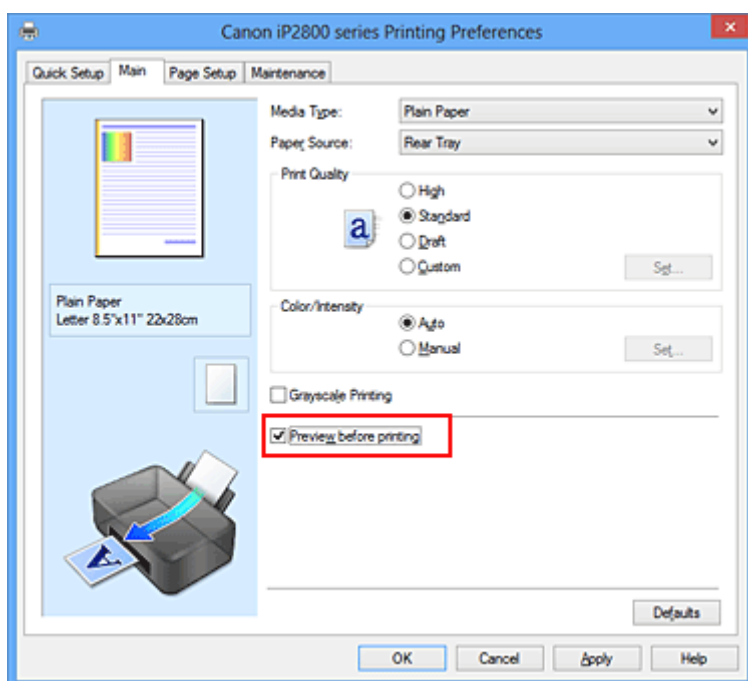 Canon iP2800 series Printing Preferences
Quick Setup Main Page Setup Maintenance
Media Type: Plain Paper
Paper Source: Rear Tray
Print Quality
High
a Standard
Draft
Custom Set...
Plain Paper
Letter 8.5"x11" 22x28cm
Color/Intensity
Auto
Manual Set...
Grayscale Printing
Preview before printing
A
Defaults
OK Cancel Apply Help